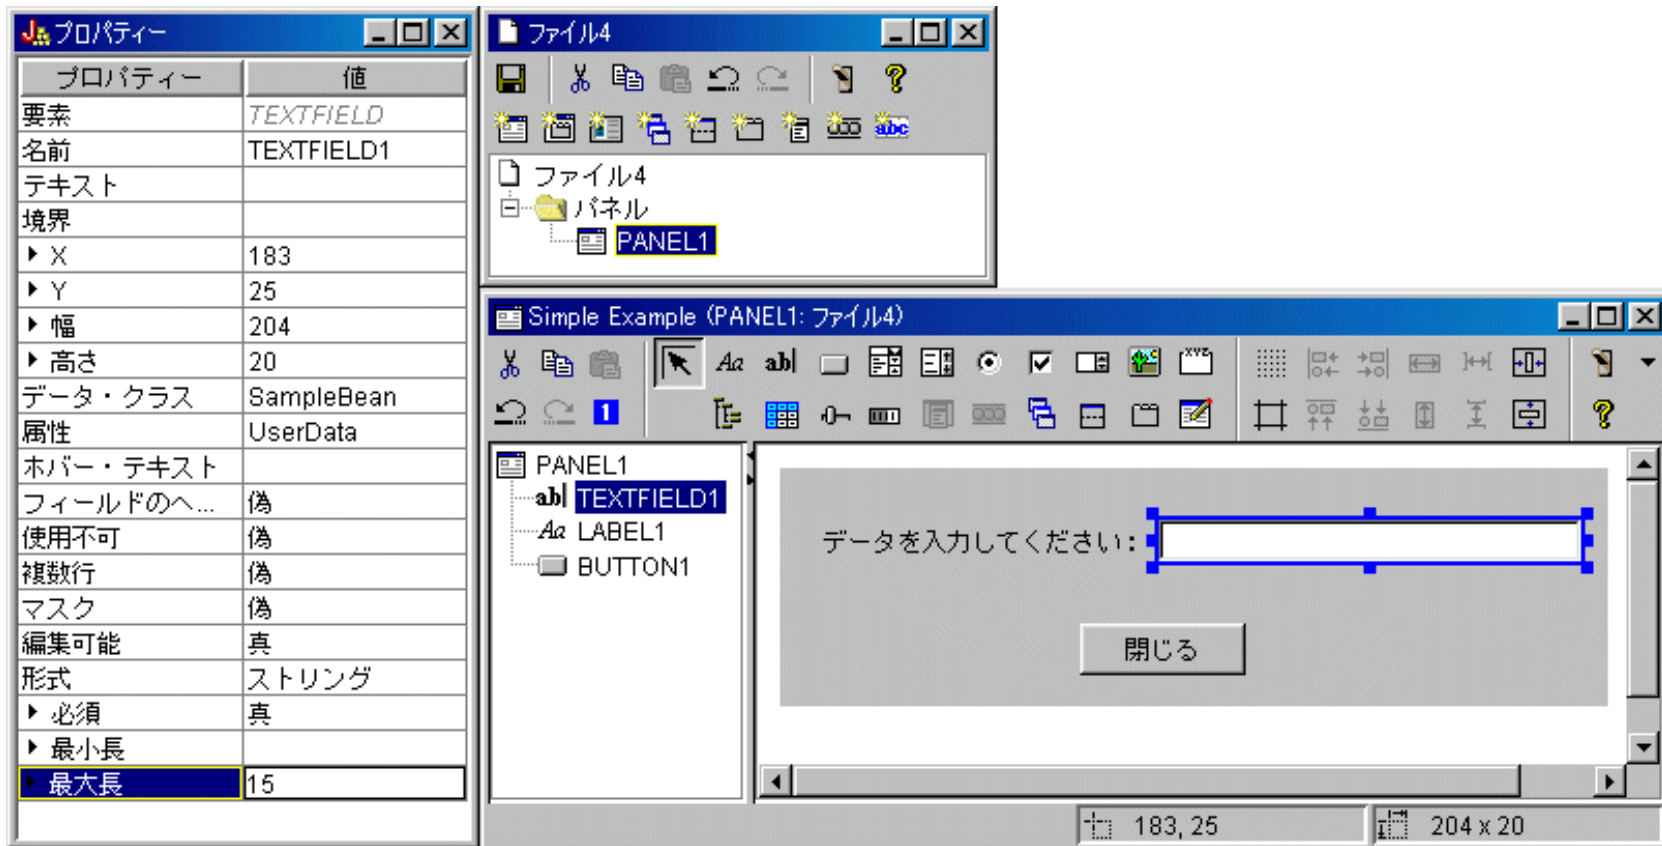 プロパティー
プロパティー 値
要素 TEXTFIELD
名前 TEXTFIELD1
テキスト
境界
X 183
Y 25
幅 204
高さ 20
データ・クラス SampleBean
属性 UserData
ホバー・テキスト
フィールドのヘ... 偽
使用不可 偽
複数行 偽
マスク 偽
編集可能 真
形式 ストリング
必須 真
最小長
最大長 15
ファイル4
abc
ファイル4
パネル
PANEL1
Simple Example (PANEL1: ファイル4)
Aa ab XYZ
1
PANEL1
ab TEXTFIELD1
Aa LABEL1
BUTTON1
データを入力してください:
閉じる
183, 25
204 x 20